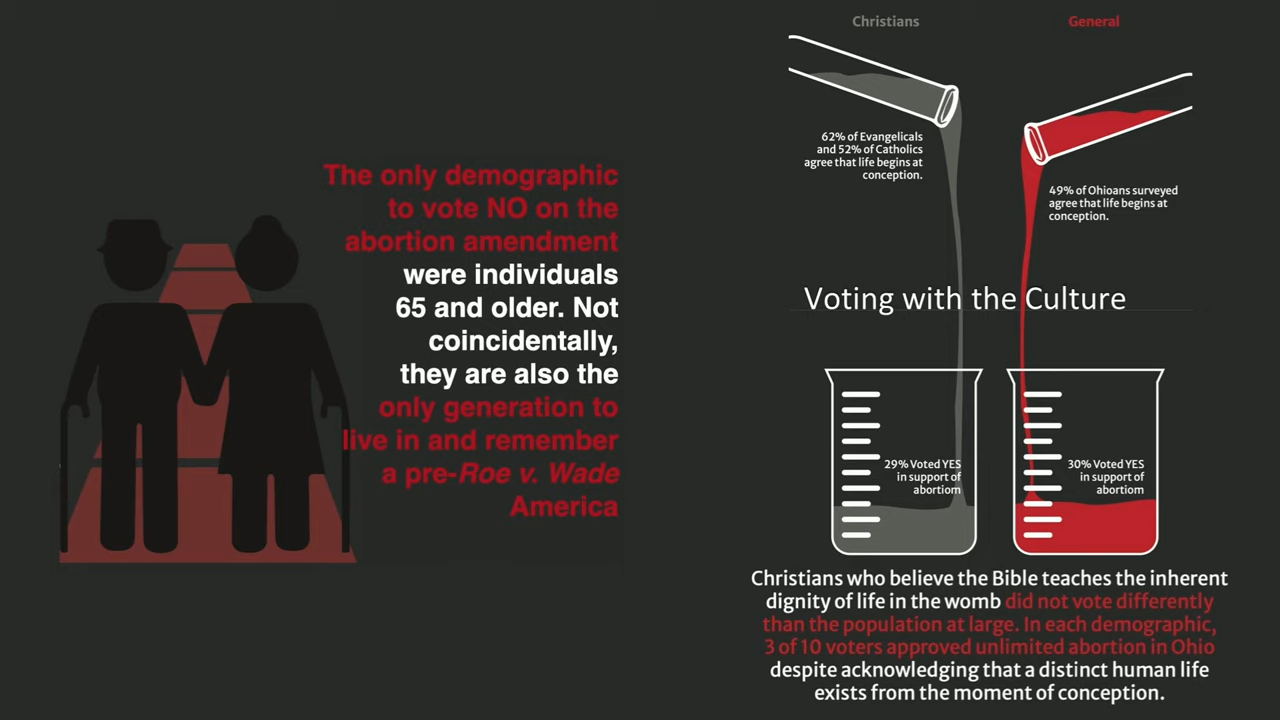 The only demographic
to vote NO on the
abortion amendment
were individuals
65 and older. Not
coincidentally,
they are also the
only generation to
live in and remember
a pre-Roe v. Wade
America
Christians
General
62% of Evangelicals
and 52% of Catholics
agree that life begins at
conception.
49% of Ohioans surveyed
agree that life begins at
conception.
Voting with the Culture
29% Voted YES
in support of
abortiom
30% Voted YES
in support of
abortiom
Christians who believe the Bible teaches the inherent
dignity of life in the womb did not vote differently
than the population at large. In each demographic,
3 of 10 voters approved unlimited abortion in Ohio
despite acknowledging that a distinct human life
exists from the moment of conception.